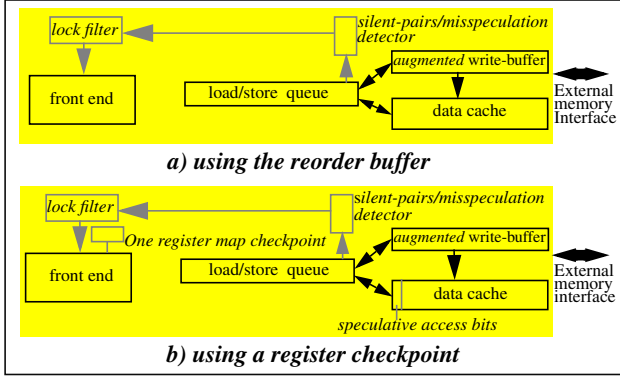 lock filter
silent-pairs/misspeculation
detector
front end
load/store queue
augmented write-buffer
data cache
External
memory
Interface
a) using the reorder buffer
lock filter
silent-pairs/misspeculation
detector
One register map checkpoint
front end
load/store queue
augmented write-buffer
data cache
External
memory
interface
speculative access bits
b) using a register checkpoint